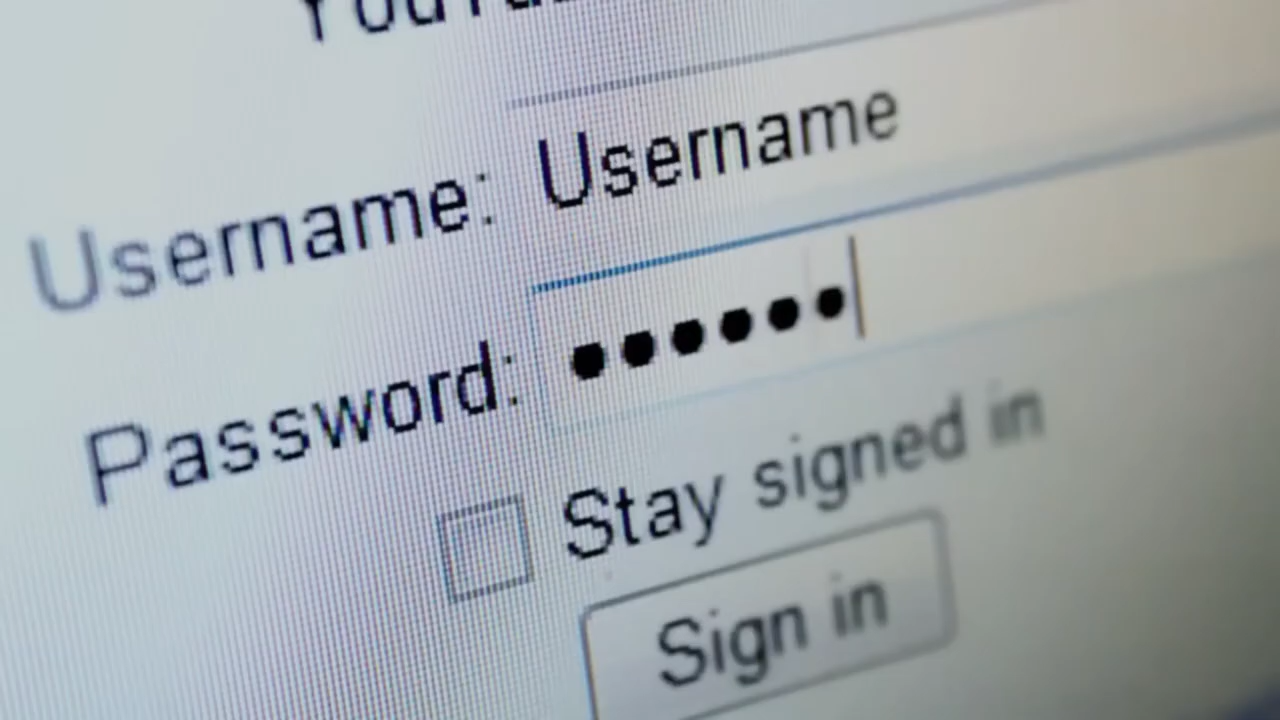 Username: Username
Password: ••••••
Stay signed in
Sign in